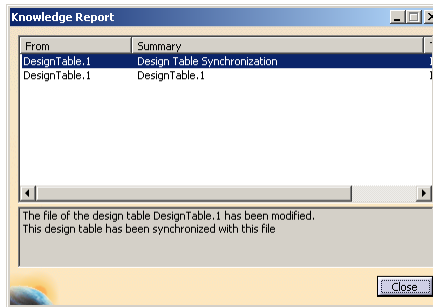 Knowledge Report
From Summary
DesignTable.1 Design Table Synchronization
DesignTable.1 DesignTable.1
The file of the design table DesignTable.1 has been modified.
This design table has been synchronized with this file
Close